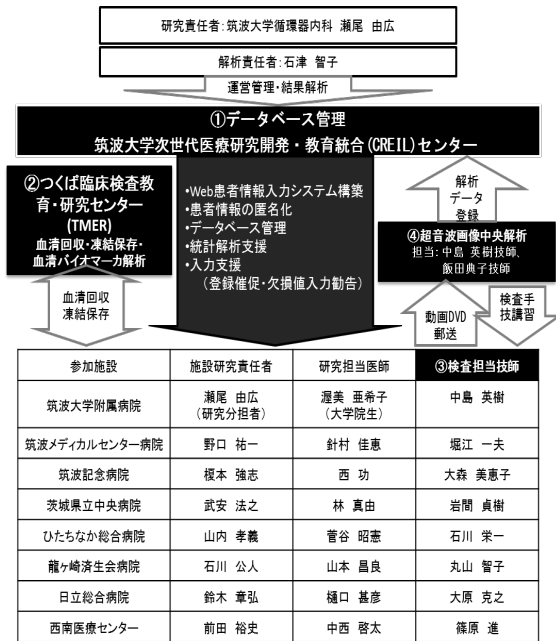 研究責任者:筑波大学循環器内科 瀬尾 由広
解析責任者:石津 智子
運営管理・結果解析
①データベース管理
筑波大学次世代医療研究開発・教育統合(CREIL)センター
②つくば臨床検査教
育・研究センター
(TMER)
血清回収・凍結保存・
血清バイオマーカ解析
・Web患者情報入力システム構築
・患者情報の匿名化
・データベース管理
・統計解析支援
・入力支援
(登録催促・欠損値入力勧告)
解析
データ
登録
④超音波画像中央解析
担当:中島 英樹技師、
飯田典子技師
血清回収
凍結保存
動画DVD
郵送
検査手
技講習
参加施設 施設研究責任者 研究担当医師 ③検査担当技師
筑波大学附属病院 瀬尾 由広 渥美 亜希子 中島 英樹
(研究分担者) (大学院生)
筑波メディカルセンター病院 野口 祐一 針村 佳恵 堀江 一夫
筑波記念病院 榎本 強志 西 功 大森 美恵子
茨城県立中央病院 武安 法之 林 真由 岩間 貞樹
ひたちなか総合病院 山内 孝義 菅谷 昭憲 石川 栄一
龍ヶ崎済生会病院 石川 公人 山本 昌良 丸山 智子
日立総合病院 鈴木 章弘 樋口 甚彦 大原 克之
西南医療センター 前田 裕史 中西 啓太 篠原 進